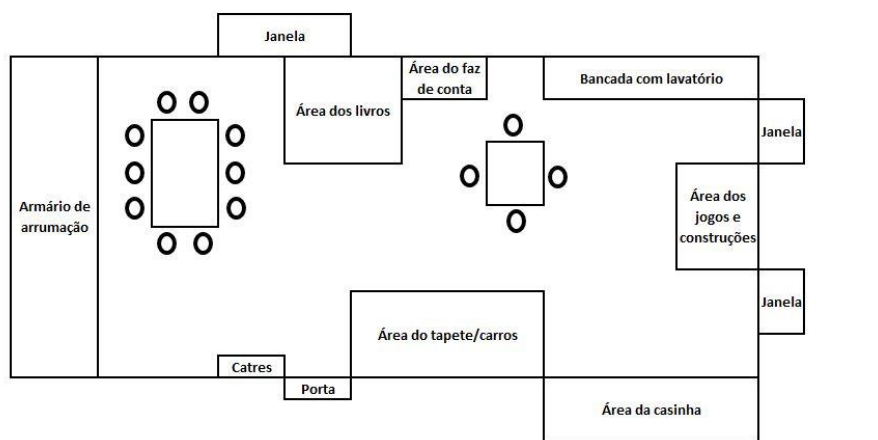 Janela
Área do faz
de conta
Bancada com lavatório
Área dos livros
Janela
Armário de
arrumação
Área dos
jogos e
construções
Janela
Área do tapete/carros
Catres
Porta
Área da casinha